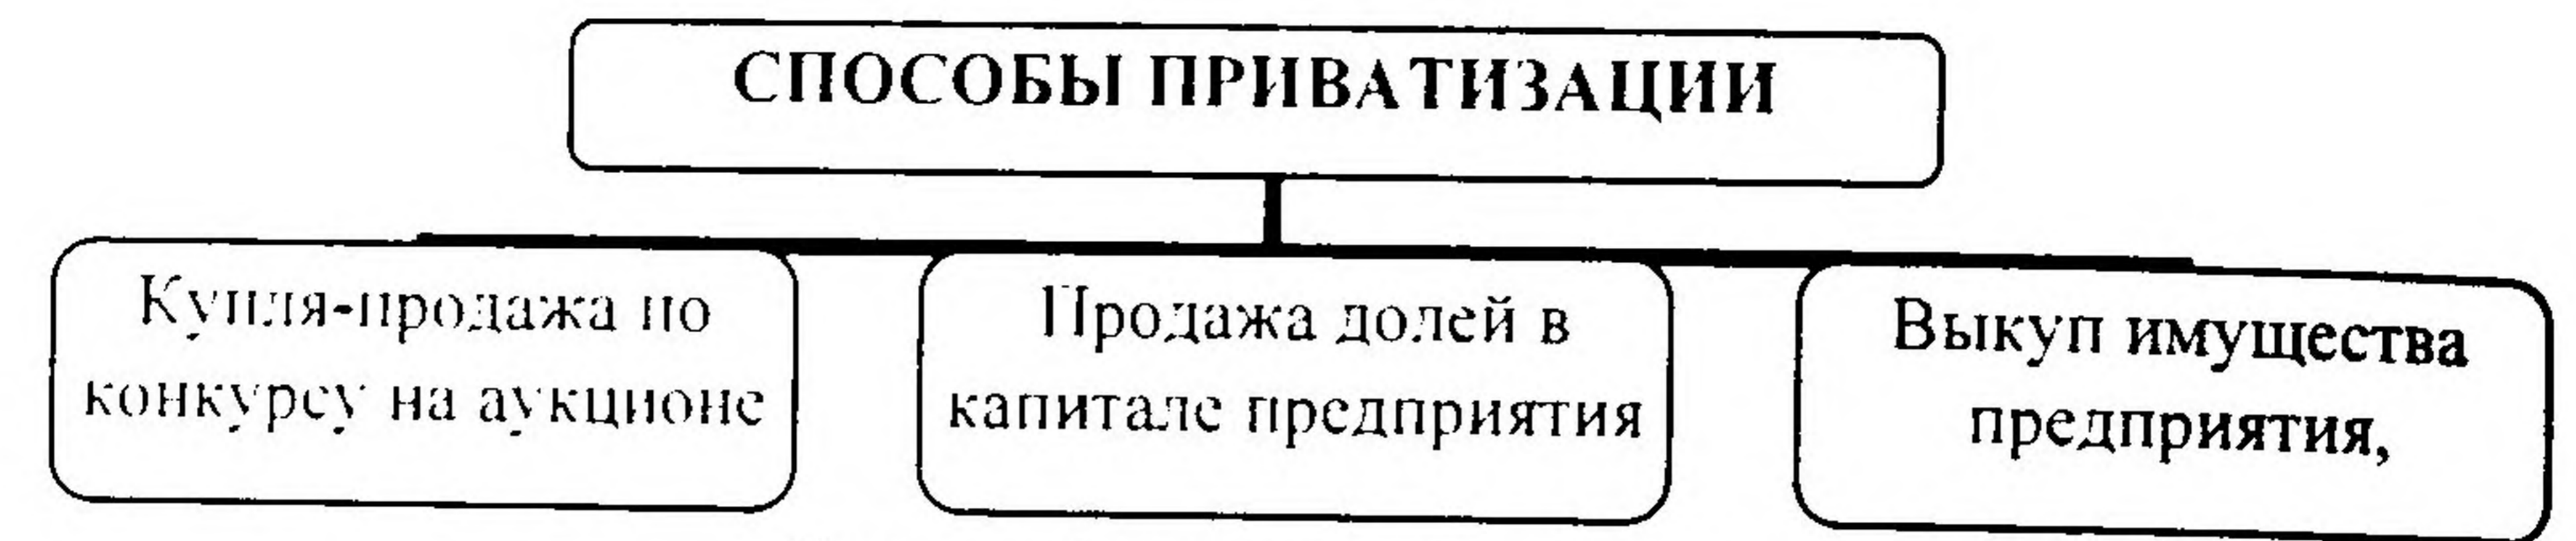 СПОСОБЫ ПРИВАТИЗАЦИИ
Купля-продажа по
конкурсу на аукционе
Продажа долей в
капитале предприятия
Выкуп имущества
предприятия,